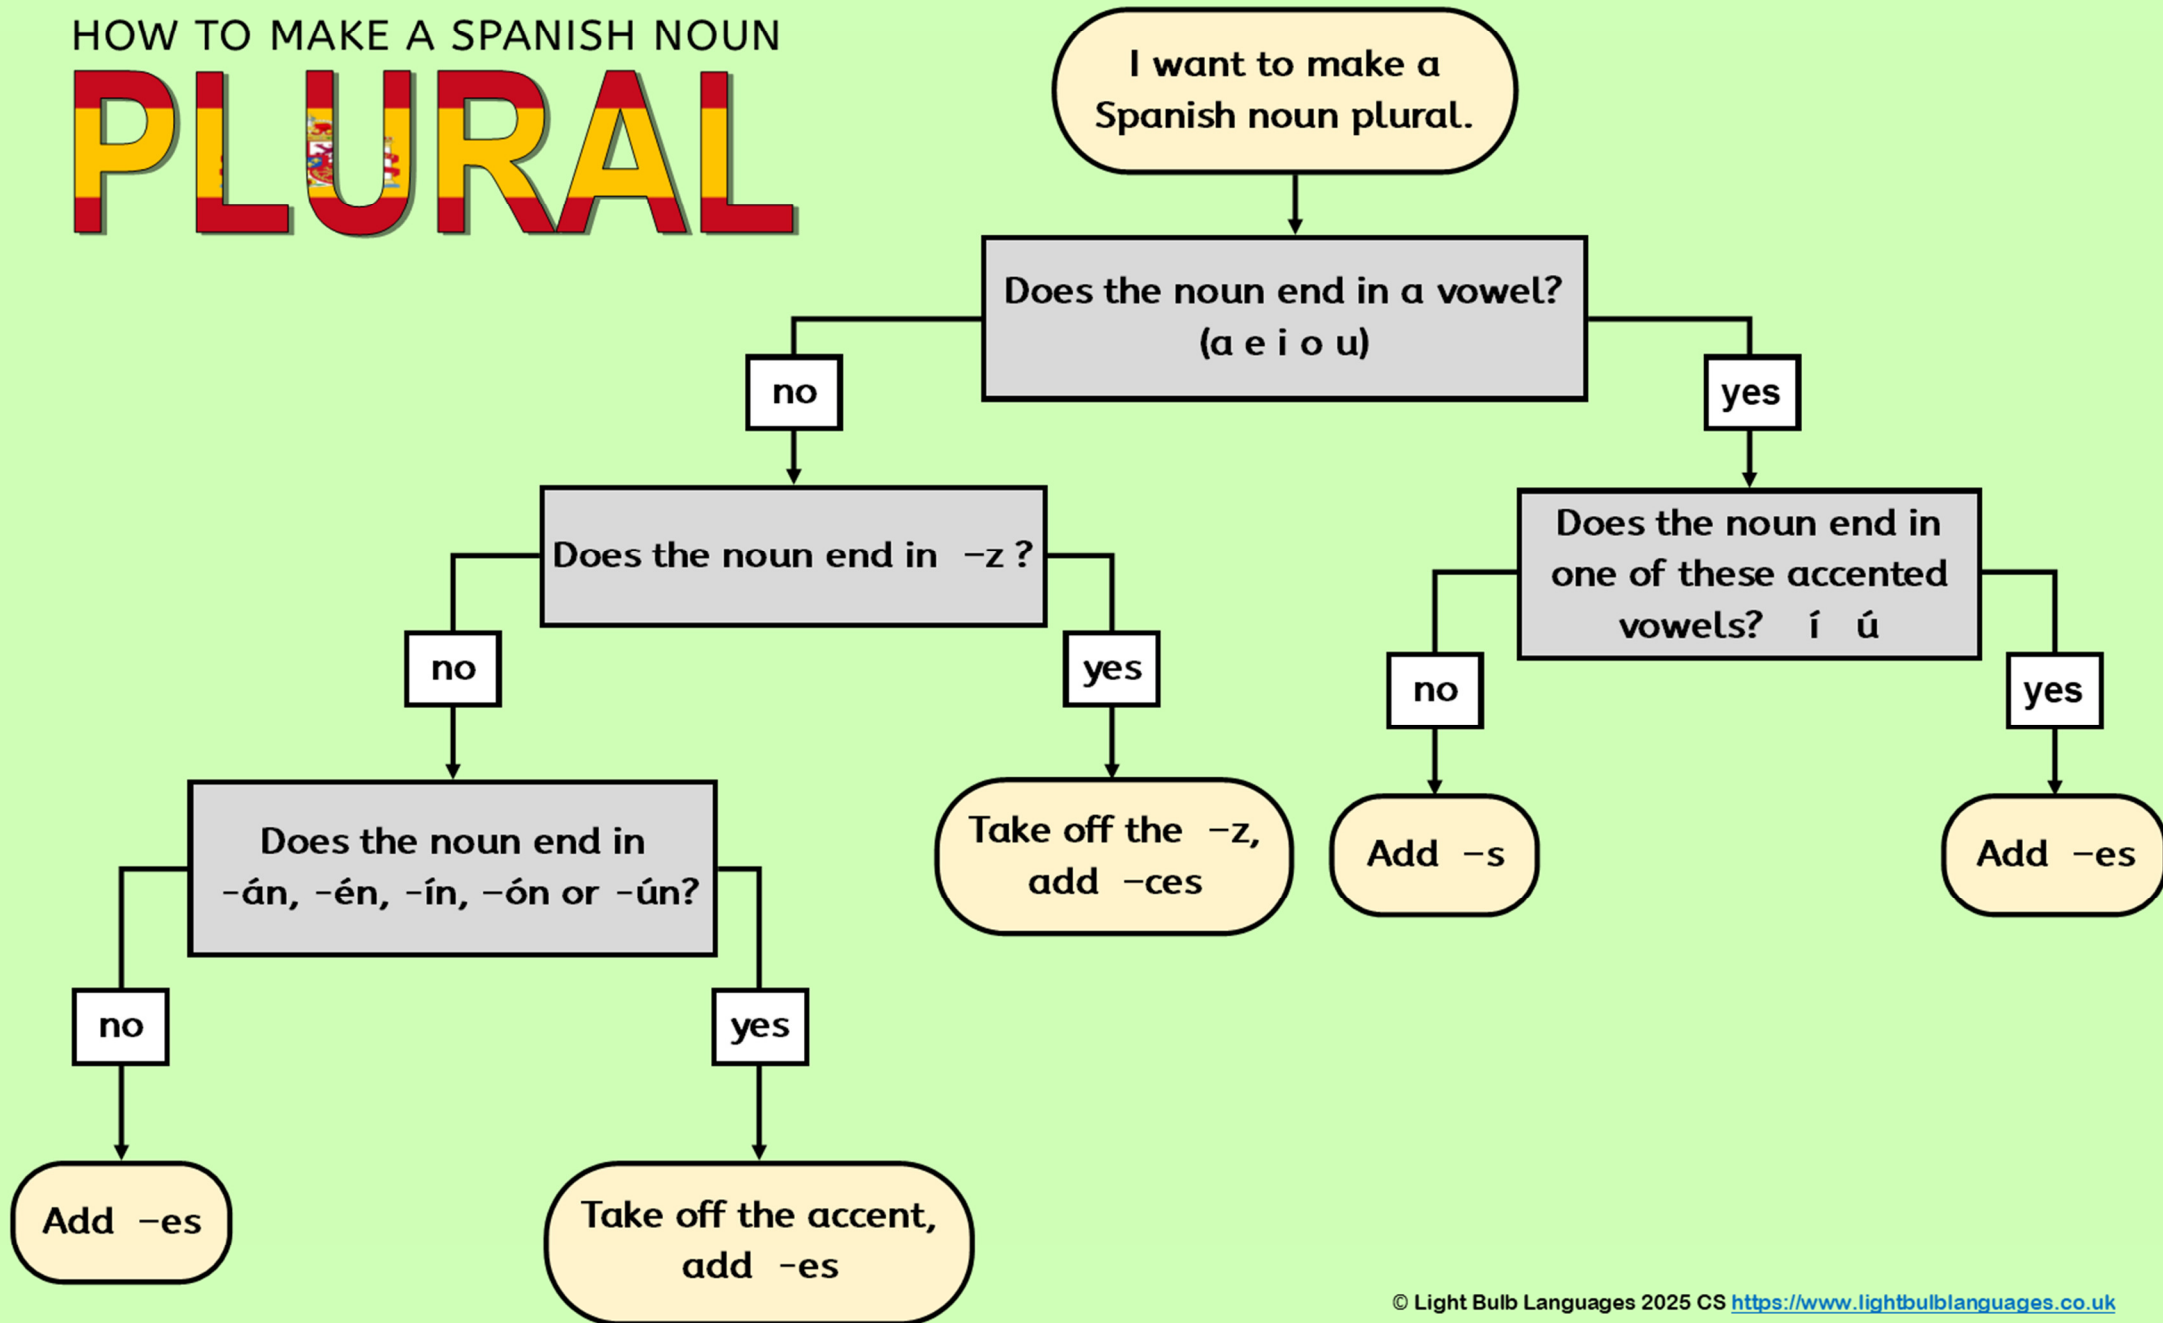 HOW TO MAKE A SPANISH NOUN
PLURAL
I want to make a
Spanish noun plural.
Does the noun end in a vowel?
(a e i o u)
no
yes
Does the noun end in –z ?
Does the noun end in
one of these accented
vowels? í ú
no
yes
no
yes
Does the noun end in
-án, -én, -ín, –ón or -ún?
Take off the –z,
add –ces
Add –s
Add –es
no
yes
Add –es
Take off the accent,
add -es
© Light Bulb Languages 2025 CS https://www.lightbulblanguages.co.uk